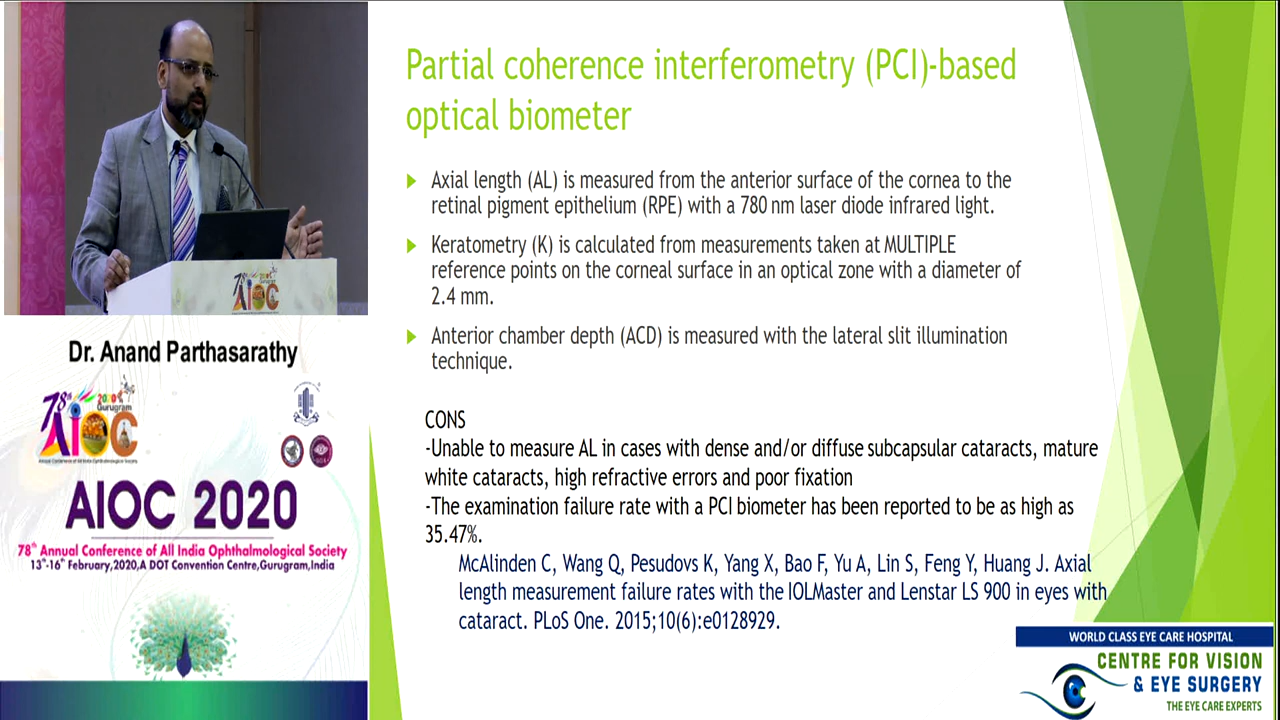 Partial coherence interferometry (PCI)-based
optical biometer
Axial length (AL) is measured from the anterior surface of the cornea to the
retinal pigment epithelium (RPE) with a 780 nm laser diode infrared light.
Keratometry (K) is calculated from measurements taken at MULTIPLE
reference points on the corneal surface in an optical zone with a diameter of
2.4 mm.
Anterior chamber depth (ACD) is measured with the lateral slit illumination
technique.
CONS
-Unable to measure AL in cases with dense and/or diffuse subcapsular cataracts, mature
white cataracts, high refractive errors and poor fixation
-The examination failure rate with a PCI biometer has been reported to be as high as
35.47%.
McAlinden C, Wang Q, Pesudovs K, Yang X, Bao F, Yu A, Lin S, Feng Y, Huang J. Axial
length measurement failure rates with the IOLMaster and Lenstar LS 900 in eyes with
cataract. PLoS One. 2015;10(6):e0128929.
WORLD CLASS EYE CARE HOSPITAL
CENTRE FOR VISION
& EYE SURGERY
THE EYE CARE EXPERTS
78th
AIOC
Dr. Anand Parthasarathy
78th 2020
Gurugram
AIOC
AIOC 2020
78th Annual Conference of All India Ophthalmological Society
13th-16th February,2020,A DOT Convention Centre,Gurugram,India